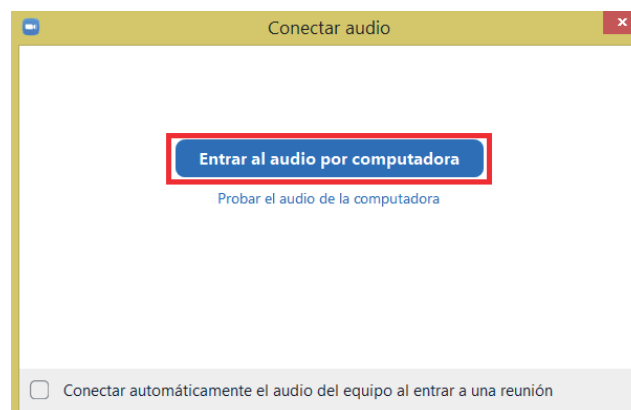 Conectar audio
Entrar al audio por computadora
Probar el audio de la computadora
Conectar automáticamente el audio del equipo al entrar a una reunión